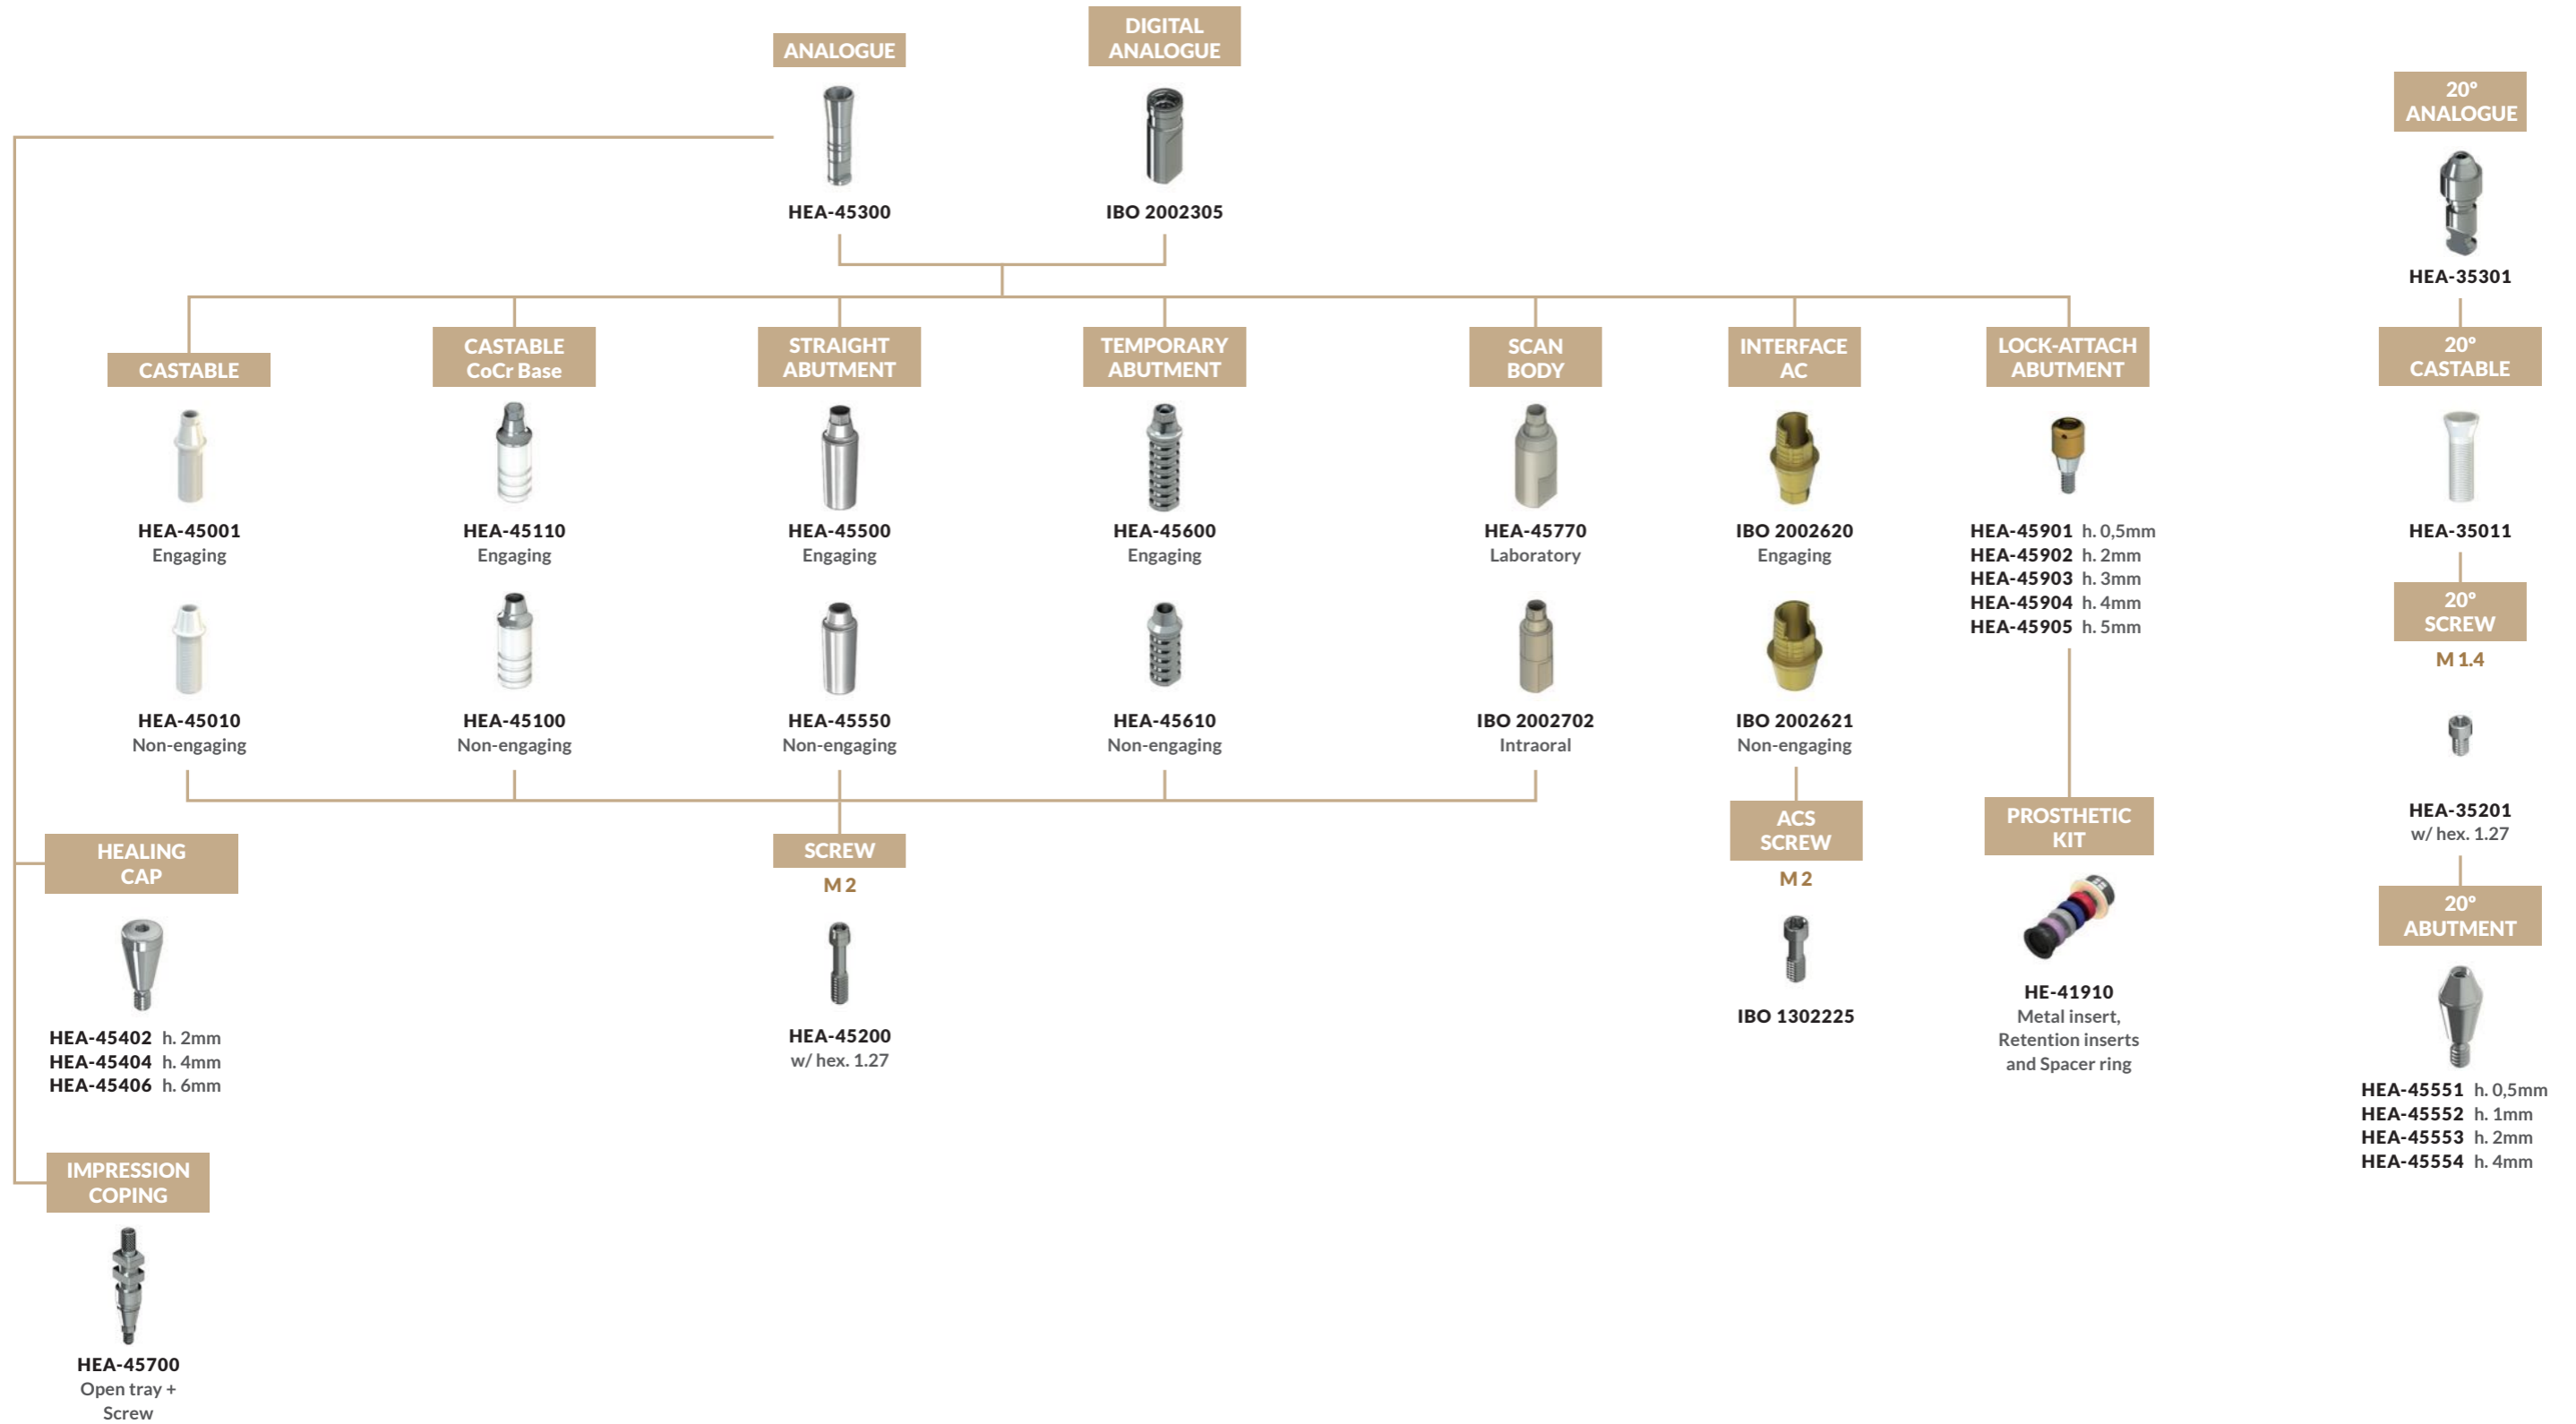 ANALOGUE
HEA-45300
DIGITAL
ANALOGUE
IBO 2002305
CASTABLE
HEA-45001
Engaging
HEA-45010
Non-engaging
CASTABLE
CoCr Base
HEA-45110
Engaging
HEA-45100
Non-engaging
STRAIGHT
ABUTMENT
HEA-45500
Engaging
HEA-45550
Non-engaging
TEMPORARY
ABUTMENT
HEA-45600
Engaging
HEA-45610
Non-engaging
SCAN
BODY
HEA-45770
Laboratory
IBO 2002702
Intraoral
INTERFACE
AC
IBO 2002620
Engaging
IBO 2002621
Non-engaging
LOCK-ATTACH
ABUTMENT
HEA-45901 h. 0,5mm
HEA-45902 h. 2mm
HEA-45903 h. 3mm
HEA-45904 h. 4mm
HEA-45905 h. 5mm
HEALING
CAP
HEA-45402 h. 2mm
HEA-45404 h. 4mm
HEA-45406 h. 6mm
IMPRESSION
COPING
HEA-45700
Open tray +
Screw
SCREW
M 2
HEA-45200
w/ hex. 1.27
ACS
SCREW
M 2
IBO 1302225
PROSTHETIC
KIT
HE-41910
Metal insert,
Retention inserts
and Spacer ring
20º
ANALOGUE
HEA-35301
20º
CASTABLE
HEA-35011
20º
SCREW
M 1.4
HEA-35201
w/ hex. 1.27
20º
ABUTMENT
HEA-45551 h. 0,5mm
HEA-45552 h. 1mm
HEA-45553 h. 2mm
HEA-45554 h. 4mm